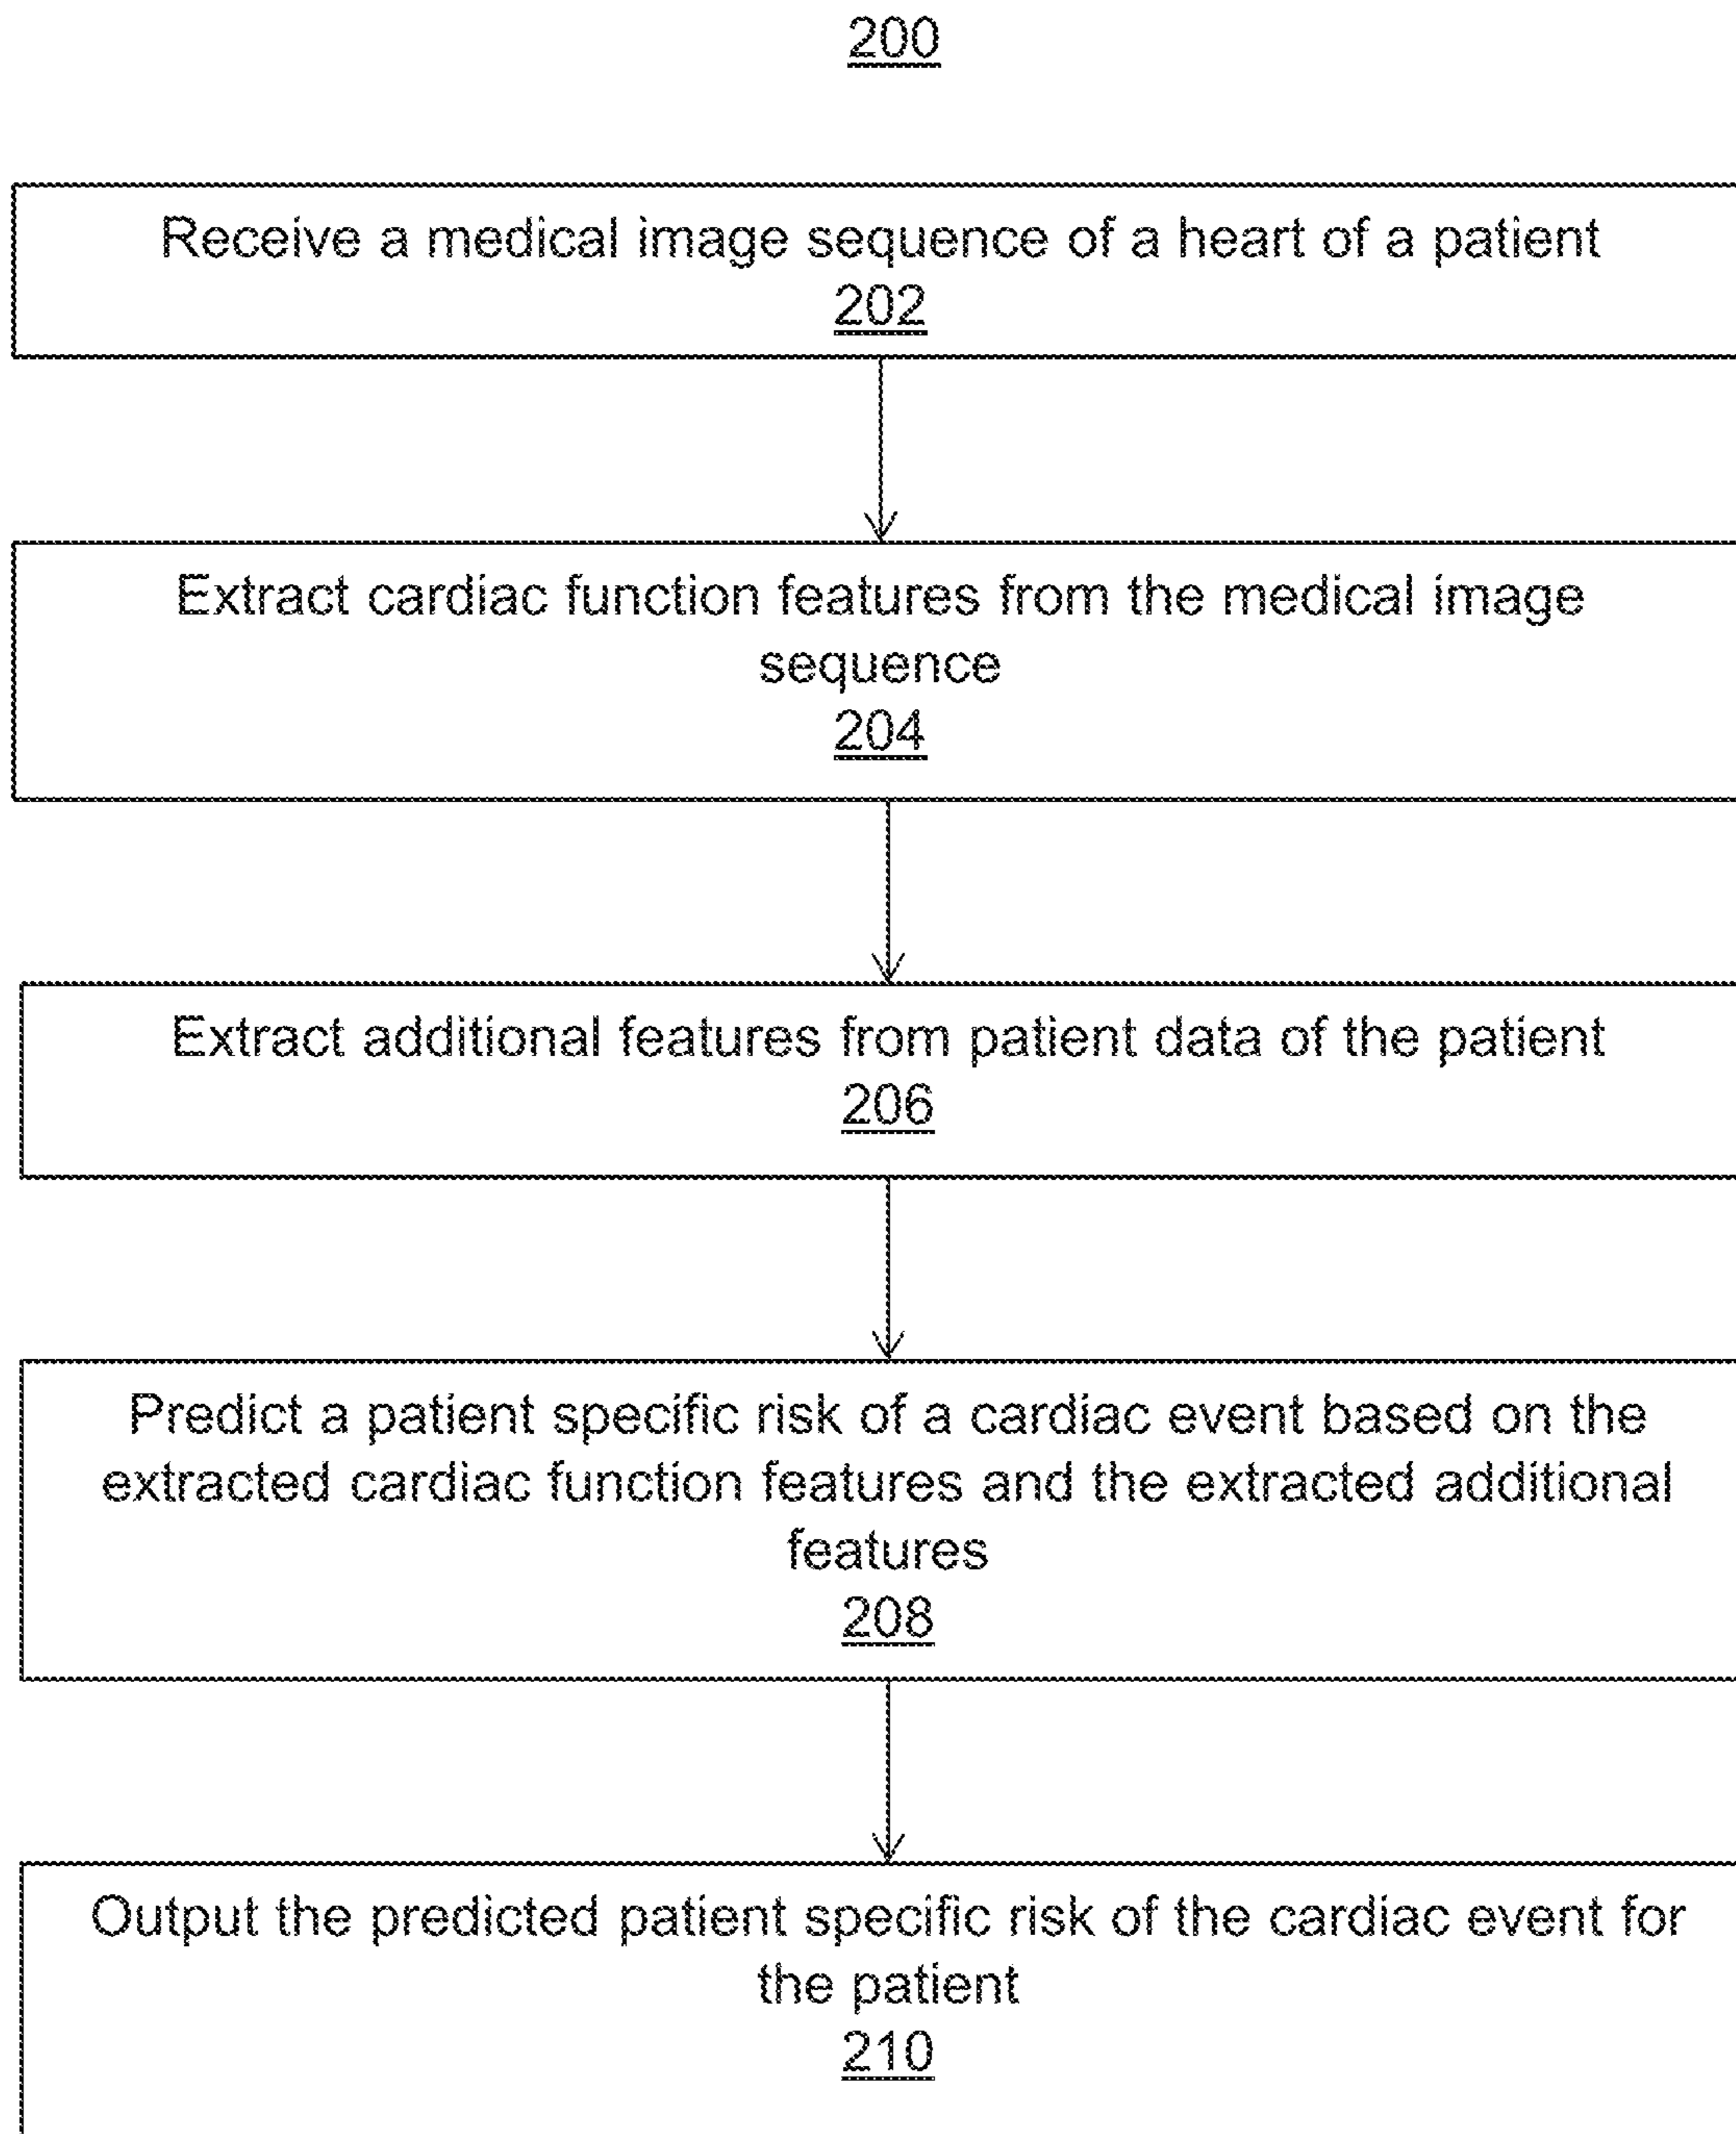 200
Receive a medical image sequence of a heart of a patient
202
Extract cardiac function features from the medical image
sequence
204
Extract additional features from patient data of the patient
206
Predict a patient specific risk of a cardiac event based on the
extracted cardiac function features and the extracted additional
features
208
Output the predicted patient specific risk of the cardiac event for
the patient
210